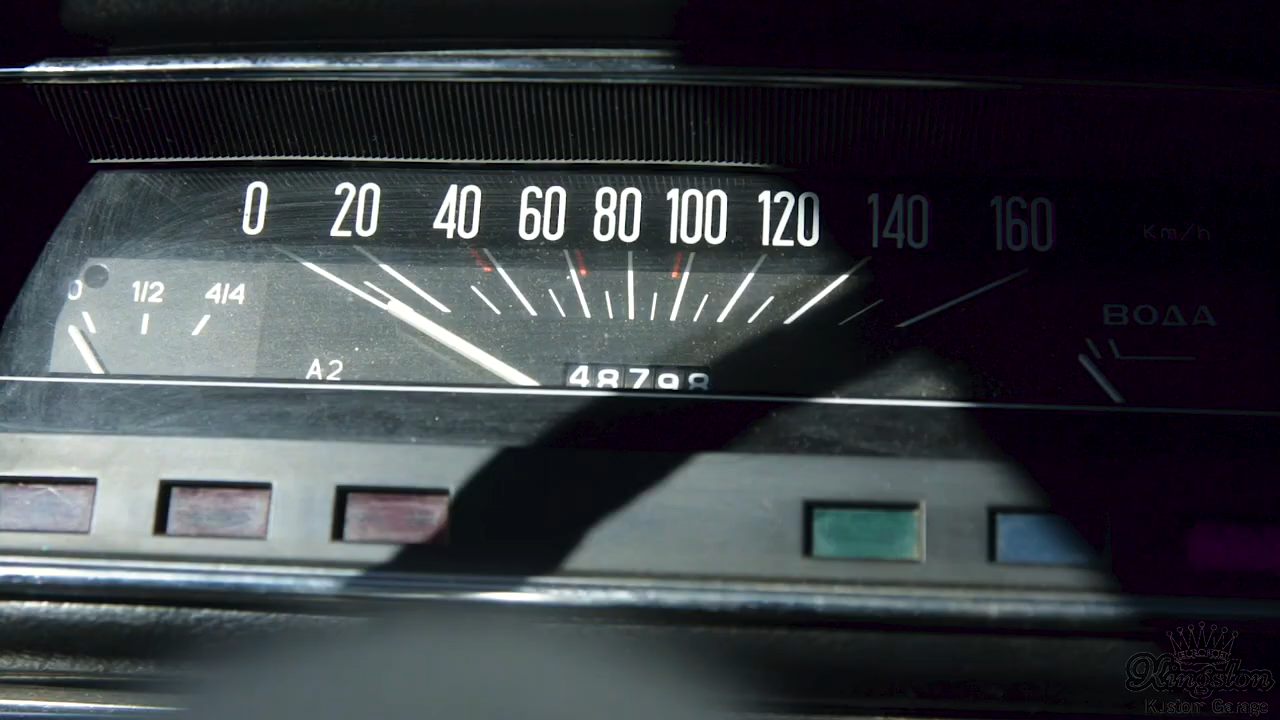 0 20 40 60 80 100 120 140 160
Km/h
0 1/2 4/4
ВОДА
A2
48798
Kingston
Kustom Garage